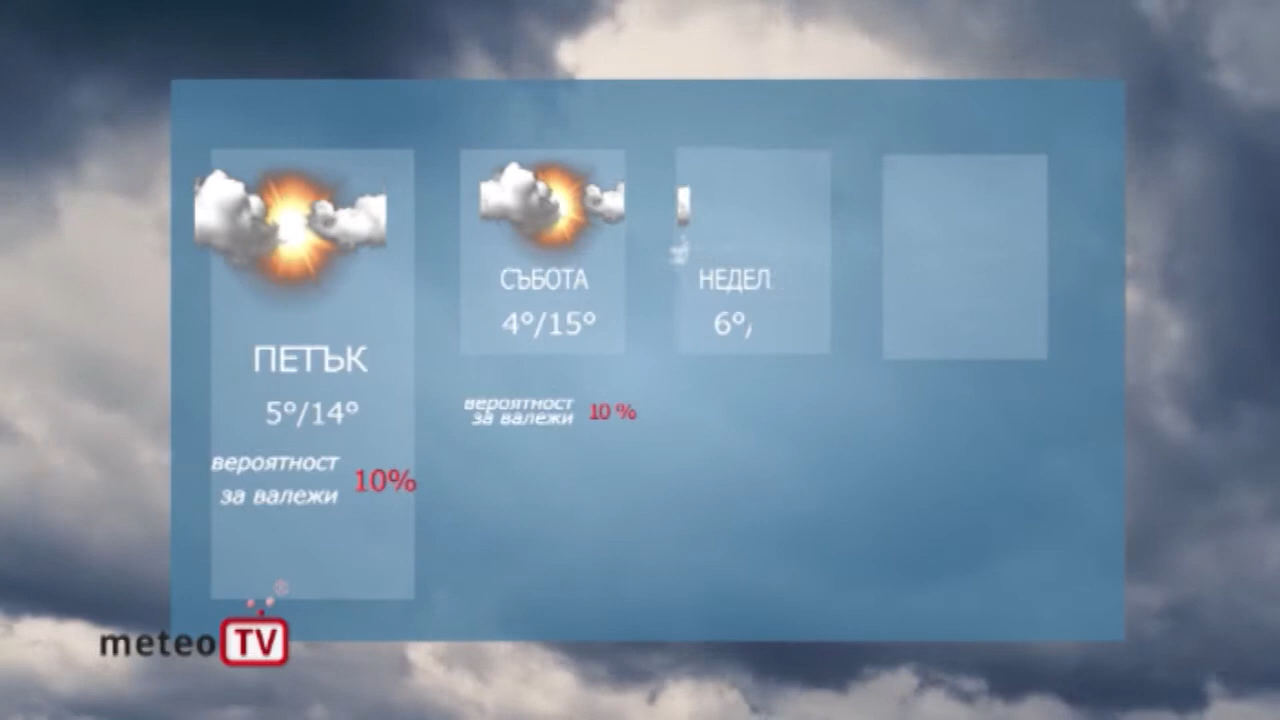 ПЕТЪК
5°/14°
вероятност
за валежи
10%
СЪБОТА
4°/15°
вероятност
за валежи
10 %
НЕДЕЛ
6°/
meteo TV
®